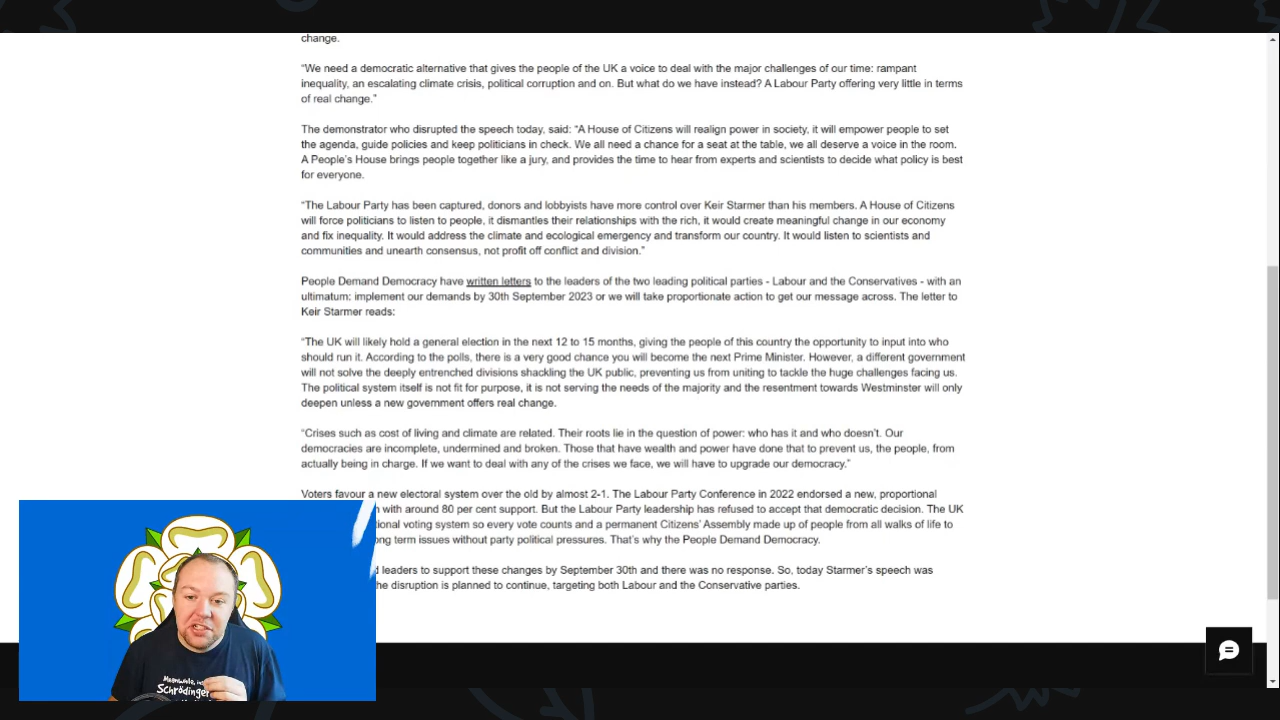 change.
“We need a democratic alternative that gives the people of the UK a voice to deal with the major challenges of our time: rampant
inequality, an escalating climate crisis, political corruption and on. But what do we have instead? A Labour Party offering very little in terms
of real change.”
The demonstrator who disrupted the speech today, said: “A House of Citizens will realign power in society, it will empower people to set
the agenda, guide policies and keep politicians in check. We all need a chance for a seat at the table, we all deserve a voice in the room.
A People’s House brings people together like a jury, and provides the time to hear from experts and scientists to decide what policy is best
for everyone.
“The Labour Party has been captured, donors and lobbyists have more control over Keir Starmer than his members. A House of Citizens
will force politicians to listen to people, it dismantles their relationships with the rich, it would create meaningful change in our economy
and fix inequality. It would address the climate and ecological emergency and transform our country. It would listen to scientists and
communities and unearth consensus, not profit off conflict and division.”
People Demand Democracy have written letters to the leaders of the two leading political parties - Labour and the Conservatives - with an
ultimatum: implement our demands by 30th September 2023 or we will take proportionate action to get our message across. The letter to
Keir Starmer reads:
“The UK will likely hold a general election in the next 12 to 15 months, giving the people of this country the opportunity to input into who
should run it. According to the polls, there is a very good chance you will become the next Prime Minister. However, a different government
will not solve the deeply entrenched divisions shackling the UK public, preventing us from uniting to tackle the huge challenges facing us.
The political system itself is not fit for purpose, it is not serving the needs of the majority and the resentment towards Westminster will only
deepen unless a new government offers real change.
“Crises such as cost of living and climate are related. Their roots lie in the question of power: who has it and who doesn’t. Our
democracies are incomplete, undermined and broken. Those that have wealth and power have done that to prevent us, the people, from
actually being in charge. If we want to deal with any of the crises we face, we will have to upgrade our democracy.”
Voters favour a new electoral system over the old by almost 2-1. The Labour Party Conference in 2022 endorsed a new, proportional
with around 80 per cent support. But the Labour Party leadership has refused to accept that democratic decision. The UK
voting system so every vote counts and a permanent Citizens’ Assembly made up of people from all walks of life to
term issues without party political pressures. That’s why the People Demand Democracy.
leaders to support these changes by September 30th and there was no response. So, today Starmer’s speech was
the disruption is planned to continue, targeting both Labour and the Conservative parties.
Meanwhile,
Schrödinger